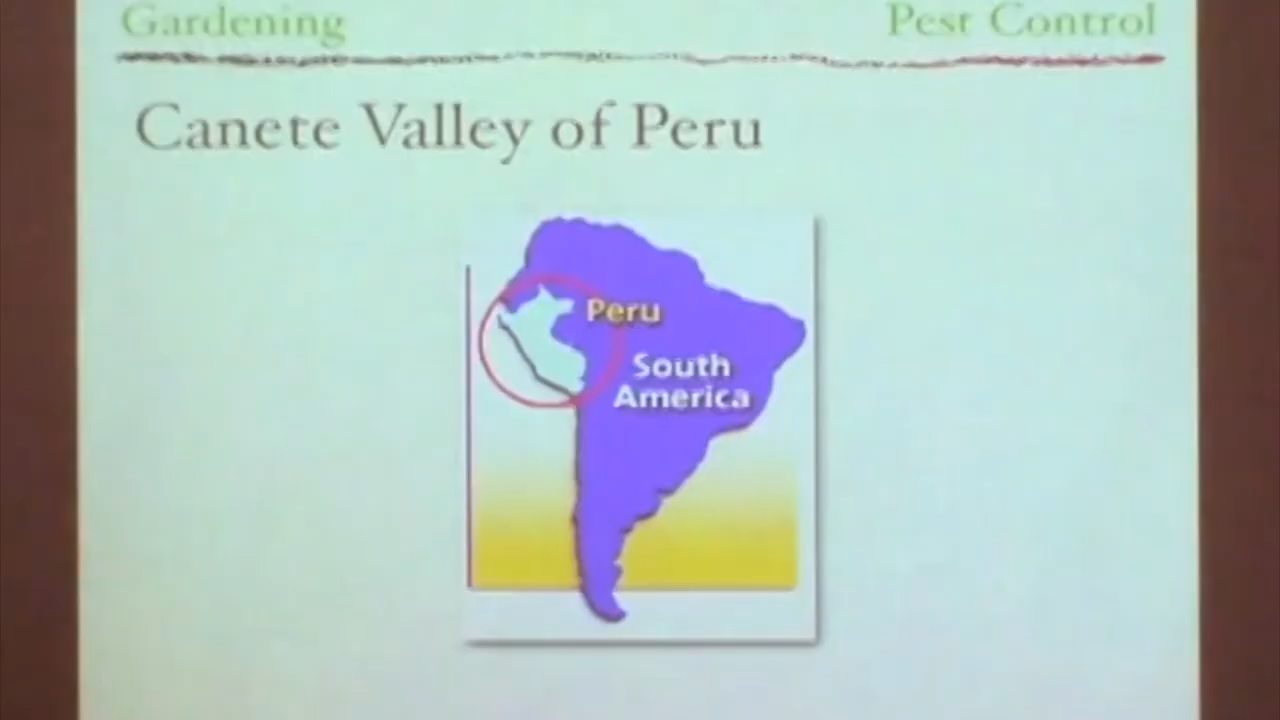 Gardening
Pest Control
Canete Valley of Peru
Peru
South
America